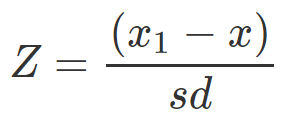 Z = (x₁ − x) / sd